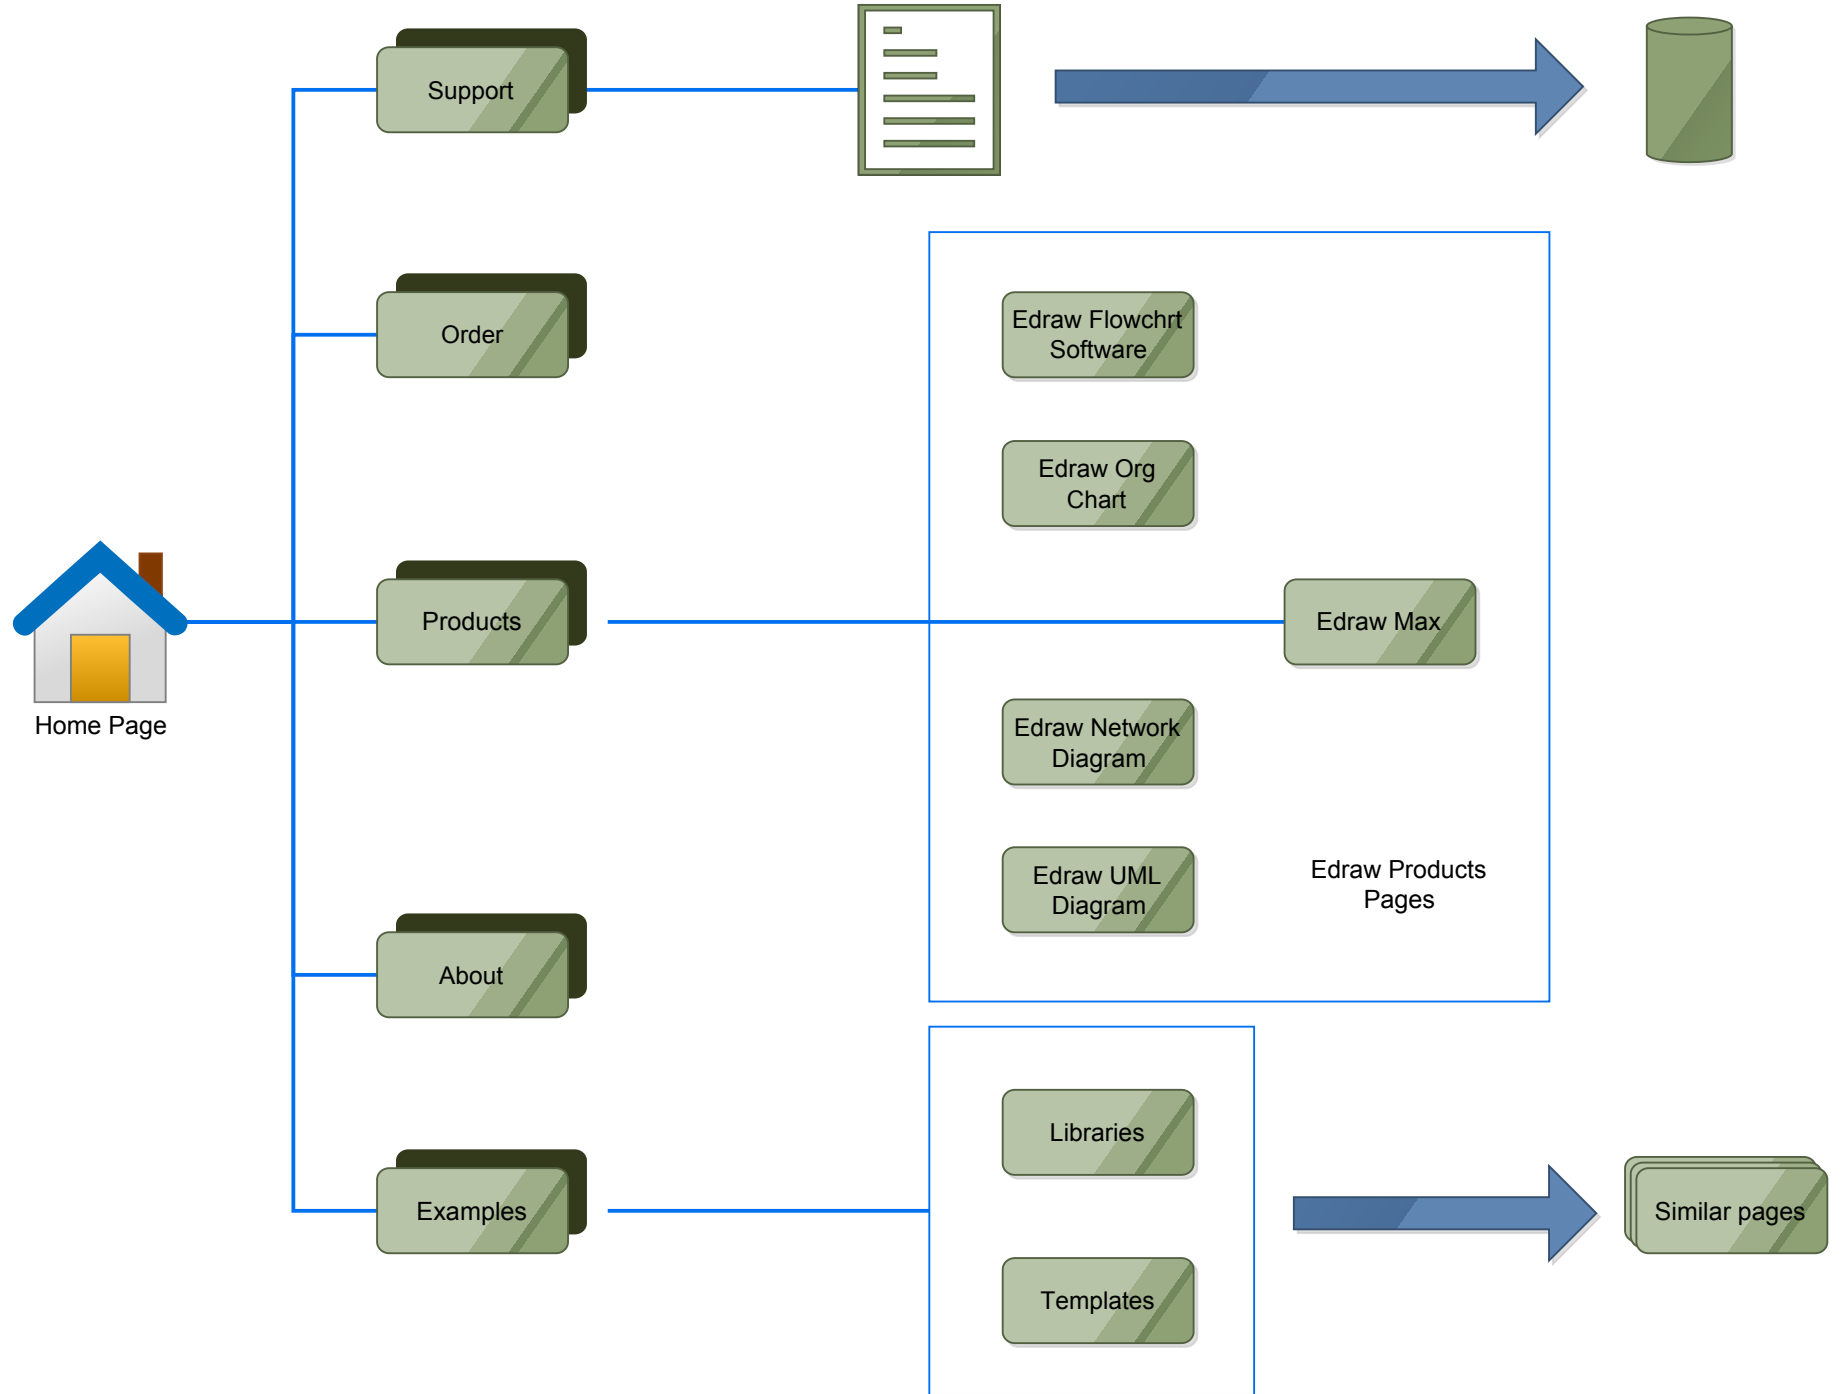 Support
Order
Edraw Flowchrt
Software
Edraw Org
Chart
Products
Edraw Max
Home Page
Edraw Network
Diagram
Edraw UML
Diagram
Edraw Products
Pages
About
Libraries
Examples
Similar pages
Templates